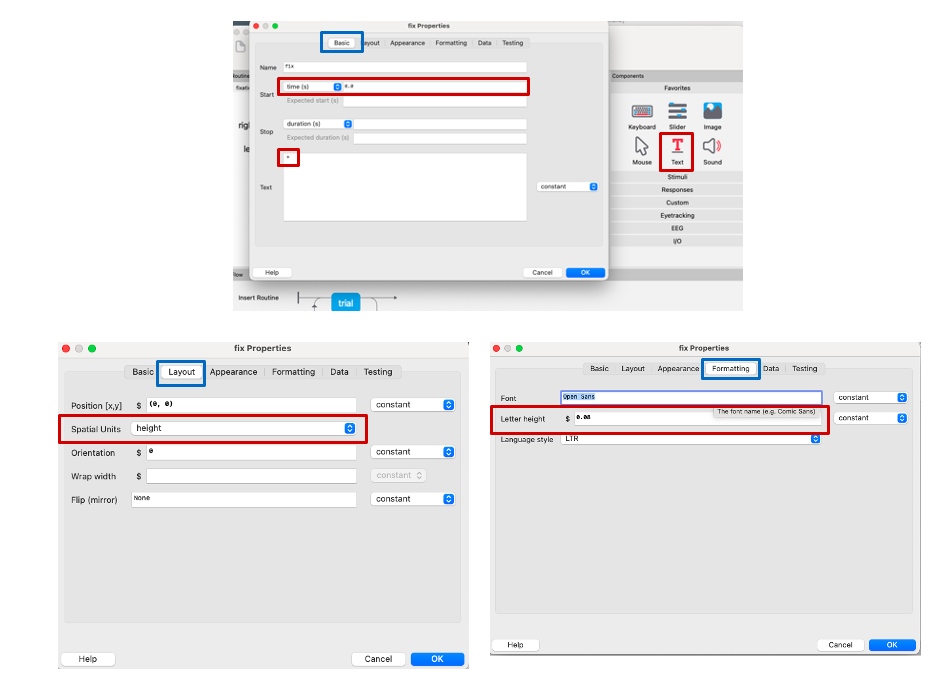 fix Properties
Basic Layout Appearance Formatting Data Testing
Name fix
Start time (s) 0.0
Expected start (s)
Stop duration (s)
Expected duration (s)
+
Text
constant
Help Cancel OK
Routine
Flow
Insert Routine
trial
Components
Favorites
Keyboard Slider Image
Mouse Text Sound
Stimuli
Responses
Custom
Eyetracking
EEG
I/O
fix Properties
Basic Layout Appearance Formatting Data Testing
Position [x,y] $ (0, 0) constant
Spatial Units height
Orientation $ 0 constant
Wrap width $ constant
Flip (mirror) None constant
Help Cancel OK
fix Properties
Basic Layout Appearance Formatting Data Testing
Font Open Sans constant
The font name (e.g. Comic Sans)
Letter height $ 0.08 constant
Language style LTR
Help Cancel OK